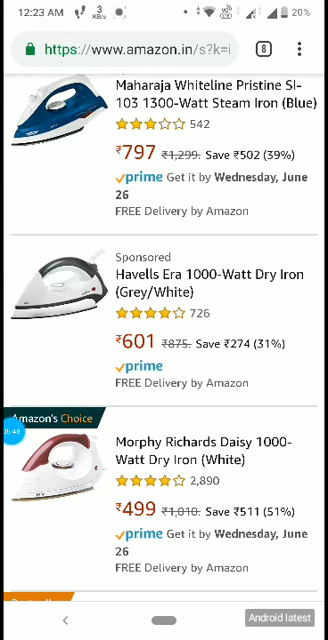 12:23 AM
3
KB/s
20%
https://www.amazon.in/s?k=i
8
Maharaja Whiteline Pristine SI-
103 1300-Watt Steam Iron (Blue)
542
₹797 ₹1,299. Save ₹502 (39%)
prime Get it by Wednesday, June
26
FREE Delivery by Amazon
Sponsored
Havells Era 1000-Watt Dry Iron
(Grey/White)
726
₹601 ₹875. Save ₹274 (31%)
prime
FREE Delivery by Amazon
Amazon's Choice
05:48
Morphy Richards Daisy 1000-
Watt Dry Iron (White)
2,890
₹499 ₹1,010. Save ₹511 (51%)
prime Get it by Wednesday, June
26
FREE Delivery by Amazon
Android latest